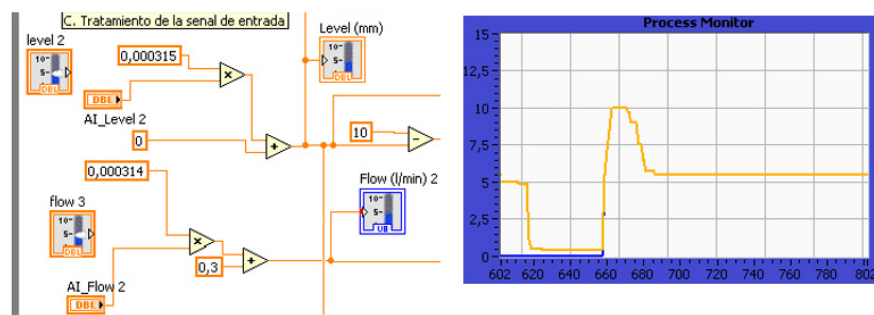 C. Tratamiento de la senal de entrada
level 2
10-
5-
DBL
0,000315
Level (mm)
10-
5-
DBL
DBL
AI_Level 2
0
10
0,000314
Flow (l/min) 2
10-
5-
U8
flow 3
10-
5-
DBL
0,3
AI_Flow 2
DBL
Process Monitor
15
12,5
10
7,5
5
2,5
0
602 620 640 660 680 700 720 740 760 780 802